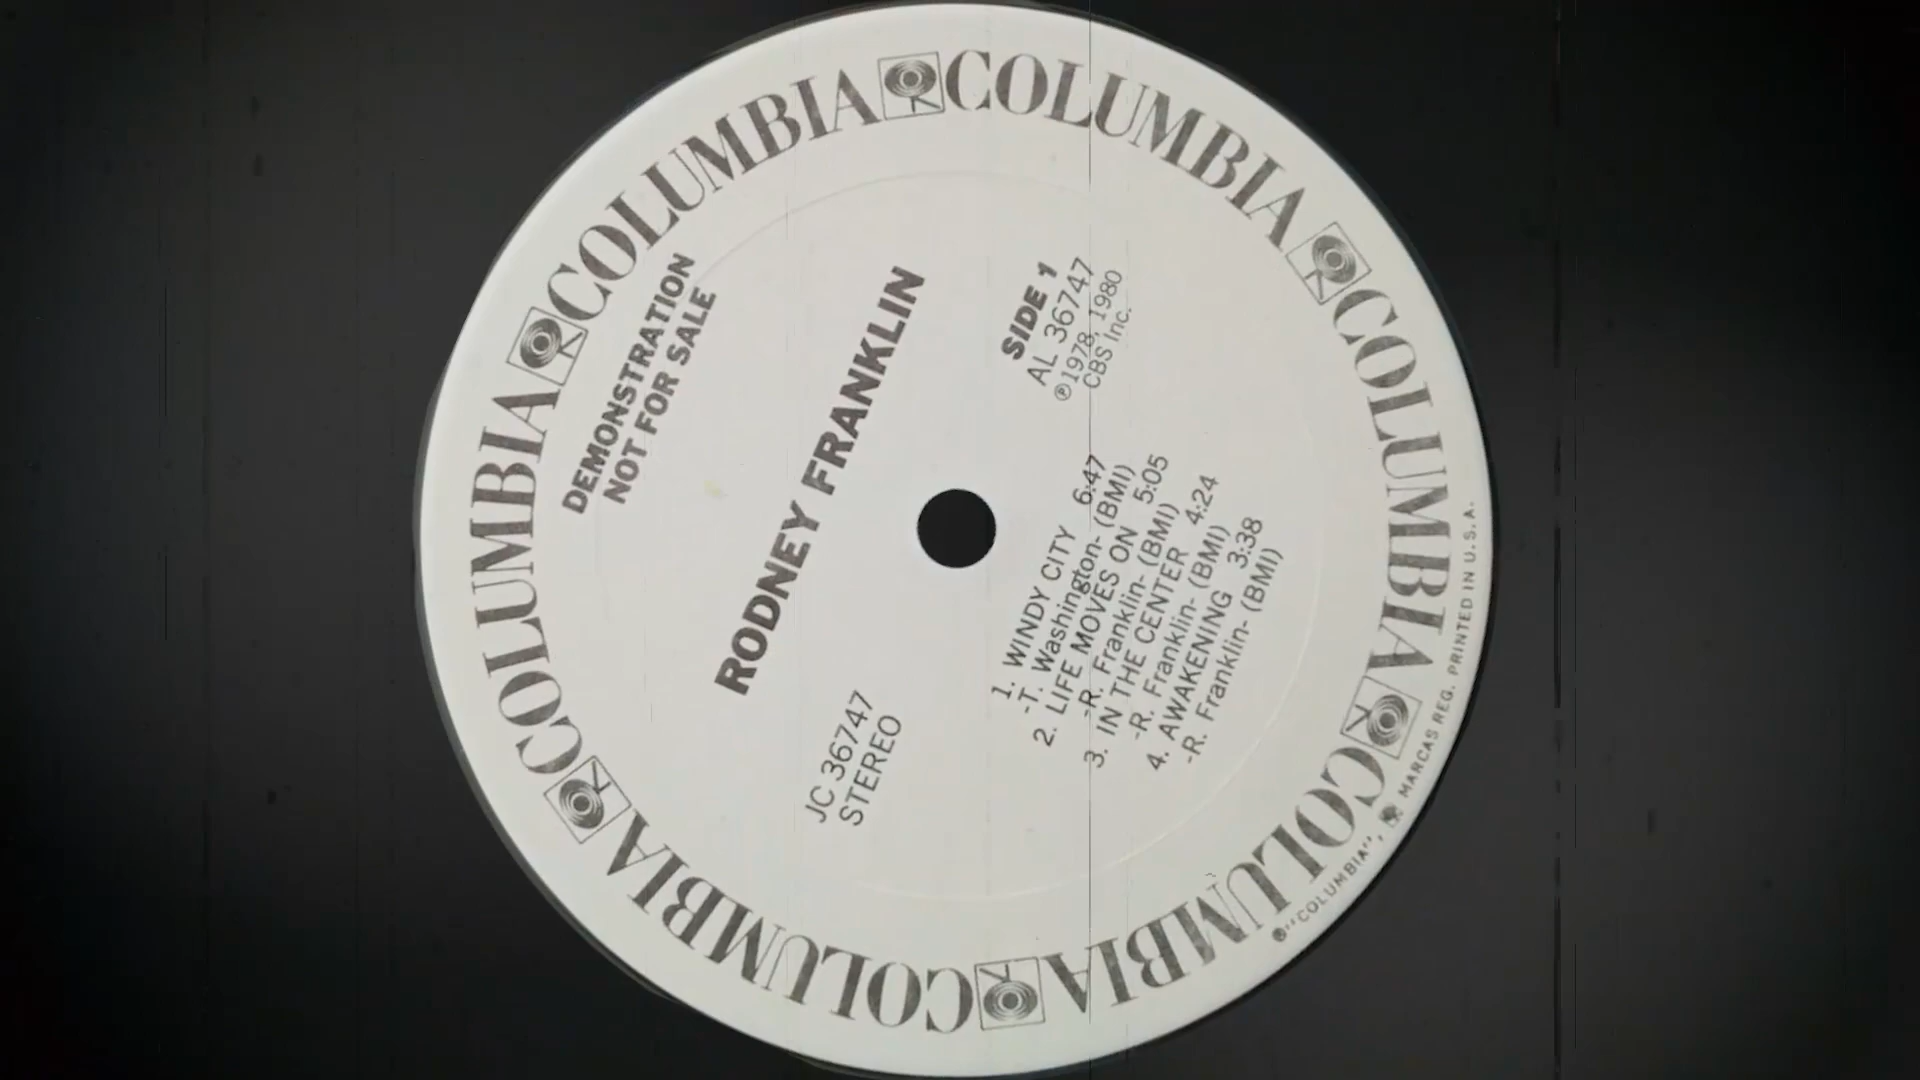 COLUMBIA COLUMBIA COLUMBIA COLUMBIA COLUMBIA COLUMBIA COLUMBIA
DEMONSTRATION
NOT FOR SALE
RODNEY FRANKLIN
JC 36747
STEREO
SIDE 1
AL 36747
℗1978, 1980
CBS Inc.
1. WINDY CITY 6:47
-T. Washington- (BMI)
2. LIFE MOVES ON 5:05
-R. Franklin- (BMI)
3. IN THE CENTER 4:24
-R. Franklin- (BMI)
4. AWAKENING 3:38
-R. Franklin- (BMI)
®"COLUMBIA", MARCAS REG. PRINTED IN U.S.A.